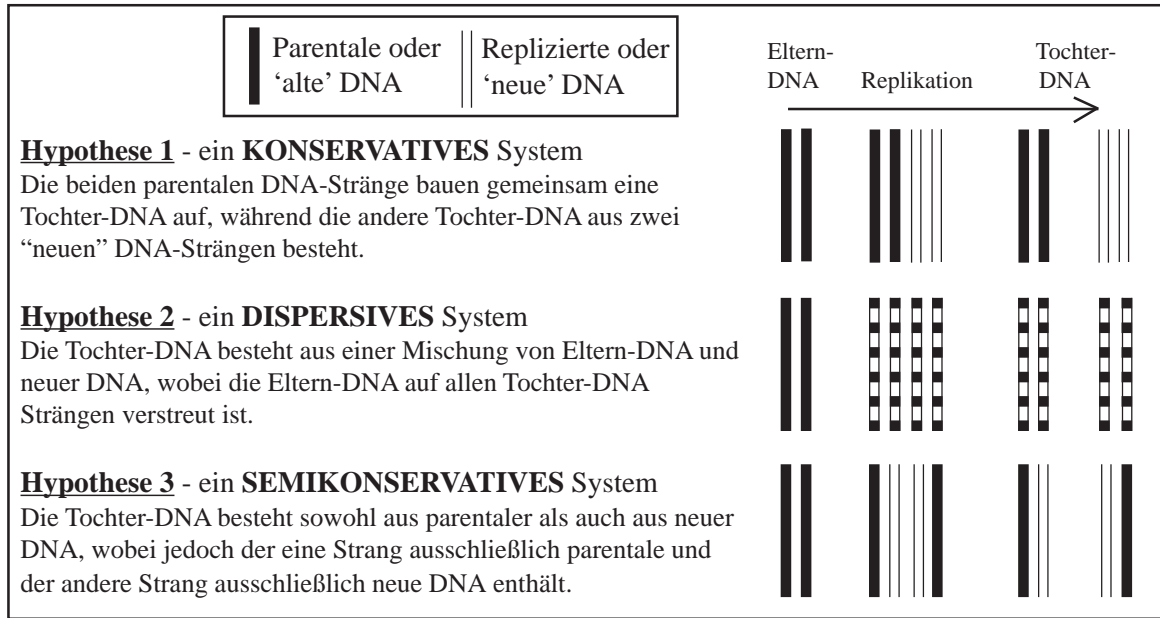 Parentale oder
‘alte’ DNA
Replizierte oder
‘neue’ DNA
Eltern-
DNA
Replikation
Tochter-
DNA
Hypothese 1 - ein KONSERVATIVES System
Die beiden parentalen DNA-Stränge bauen gemeinsam eine
Tochter-DNA auf, während die andere Tochter-DNA aus zwei
“neuen” DNA-Strängen besteht.
Hypothese 2 - ein DISPERSIVES System
Die Tochter-DNA besteht aus einer Mischung von Eltern-DNA und
neuer DNA, wobei die Eltern-DNA auf allen Tochter-DNA
Strängen verstreut ist.
Hypothese 3 - ein SEMIKONSERVATIVES System
Die Tochter-DNA besteht sowohl aus parentaler als auch aus neuer
DNA, wobei jedoch der eine Strang ausschließlich parentale und
der andere Strang ausschließlich neue DNA enthält.